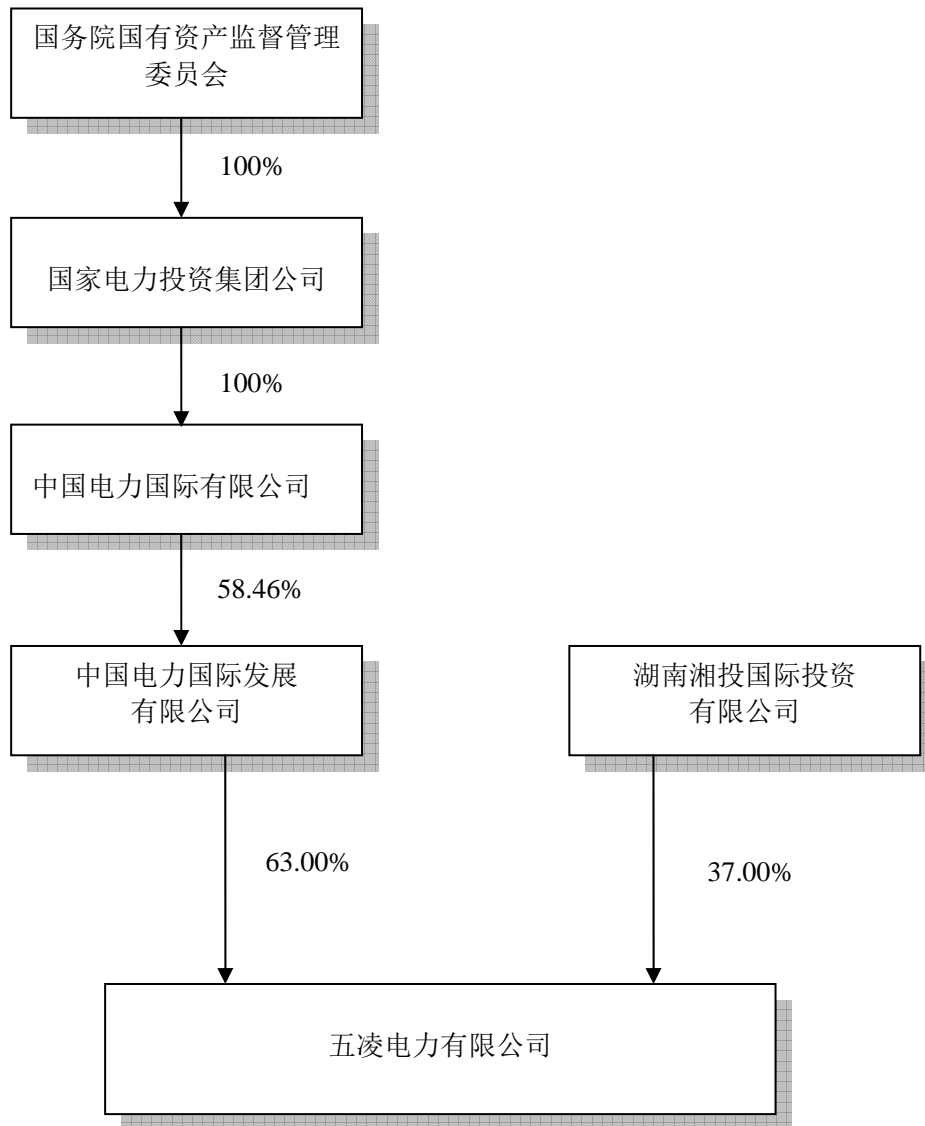 国务院国有资产监督管理
委员会
100%
国家电力投资集团公司
100%
中国电力国际有限公司
58.46%
中国电力国际发展
有限公司
湖南湘投国际投资
有限公司
63.00%
37.00%
五凌电力有限公司